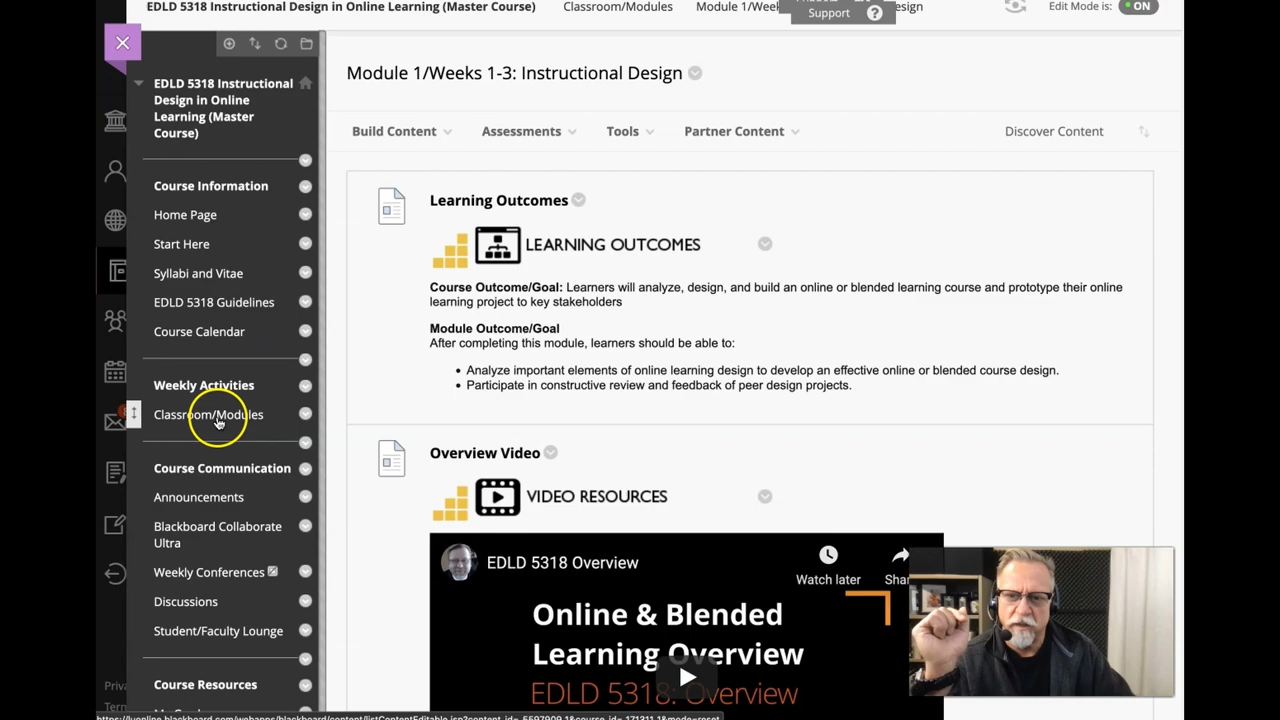 EDLD 5318 Instructional Design in Online Learning (Master Course)
Classroom/Modules
Support
Edit Mode is:
ON
EDLD 5318 Instructional
Design in Online
Learning (Master
Course)
Course Information
Home Page
Start Here
Syllabi and Vitae
EDLD 5318 Guidelines
Course Calendar
Weekly Activities
Classroom/Modules
Course Communication
Announcements
Blackboard Collaborate
Ultra
Weekly Conferences
Discussions
Student/Faculty Lounge
Course Resources
Module 1/Weeks 1-3: Instructional Design
Build Content
Assessments
Tools
Partner Content
Discover Content
Learning Outcomes
LEARNING OUTCOMES
Course Outcome/Goal: Learners will analyze, design, and build an online or blended learning course and prototype their online
learning project to key stakeholders
Module Outcome/Goal
After completing this module, learners should be able to:
• Analyze important elements of online learning design to develop an effective online or blended course design.
• Participate in constructive review and feedback of peer design projects.
Overview Video
VIDEO RESOURCES
EDLD 5318 Overview
Watch later
Online & Blended
Learning Overview
EDLD 5318: Overview